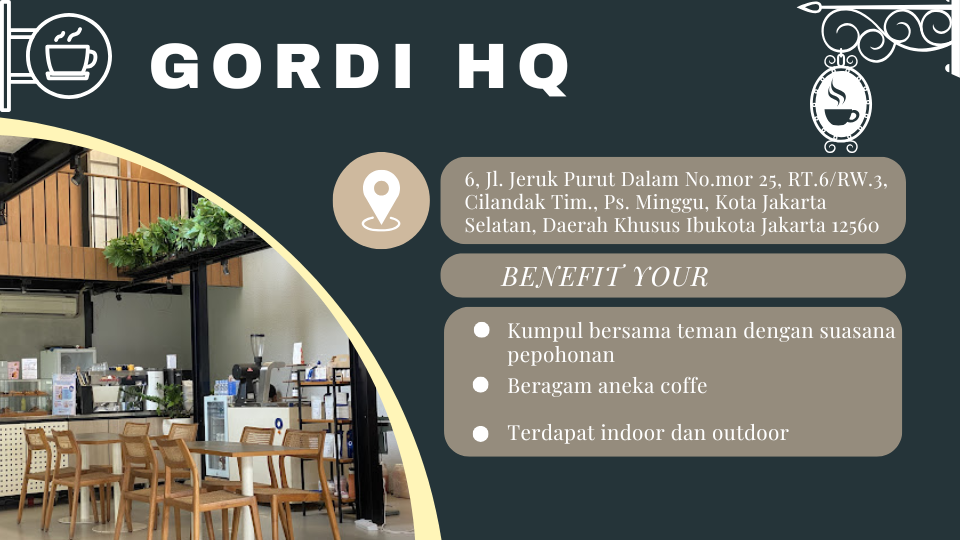 GORDI HQ
6, Jl. Jeruk Purut Dalam No.mor 25, RT.6/RW.3,
Cilandak Tim., Ps. Minggu, Kota Jakarta
Selatan, Daerah Khusus Ibukota Jakarta 12560
BENEFIT YOUR
Kumpul bersama teman dengan suasana
pepohonan
Beragam aneka coffe
Terdapat indoor dan outdoor